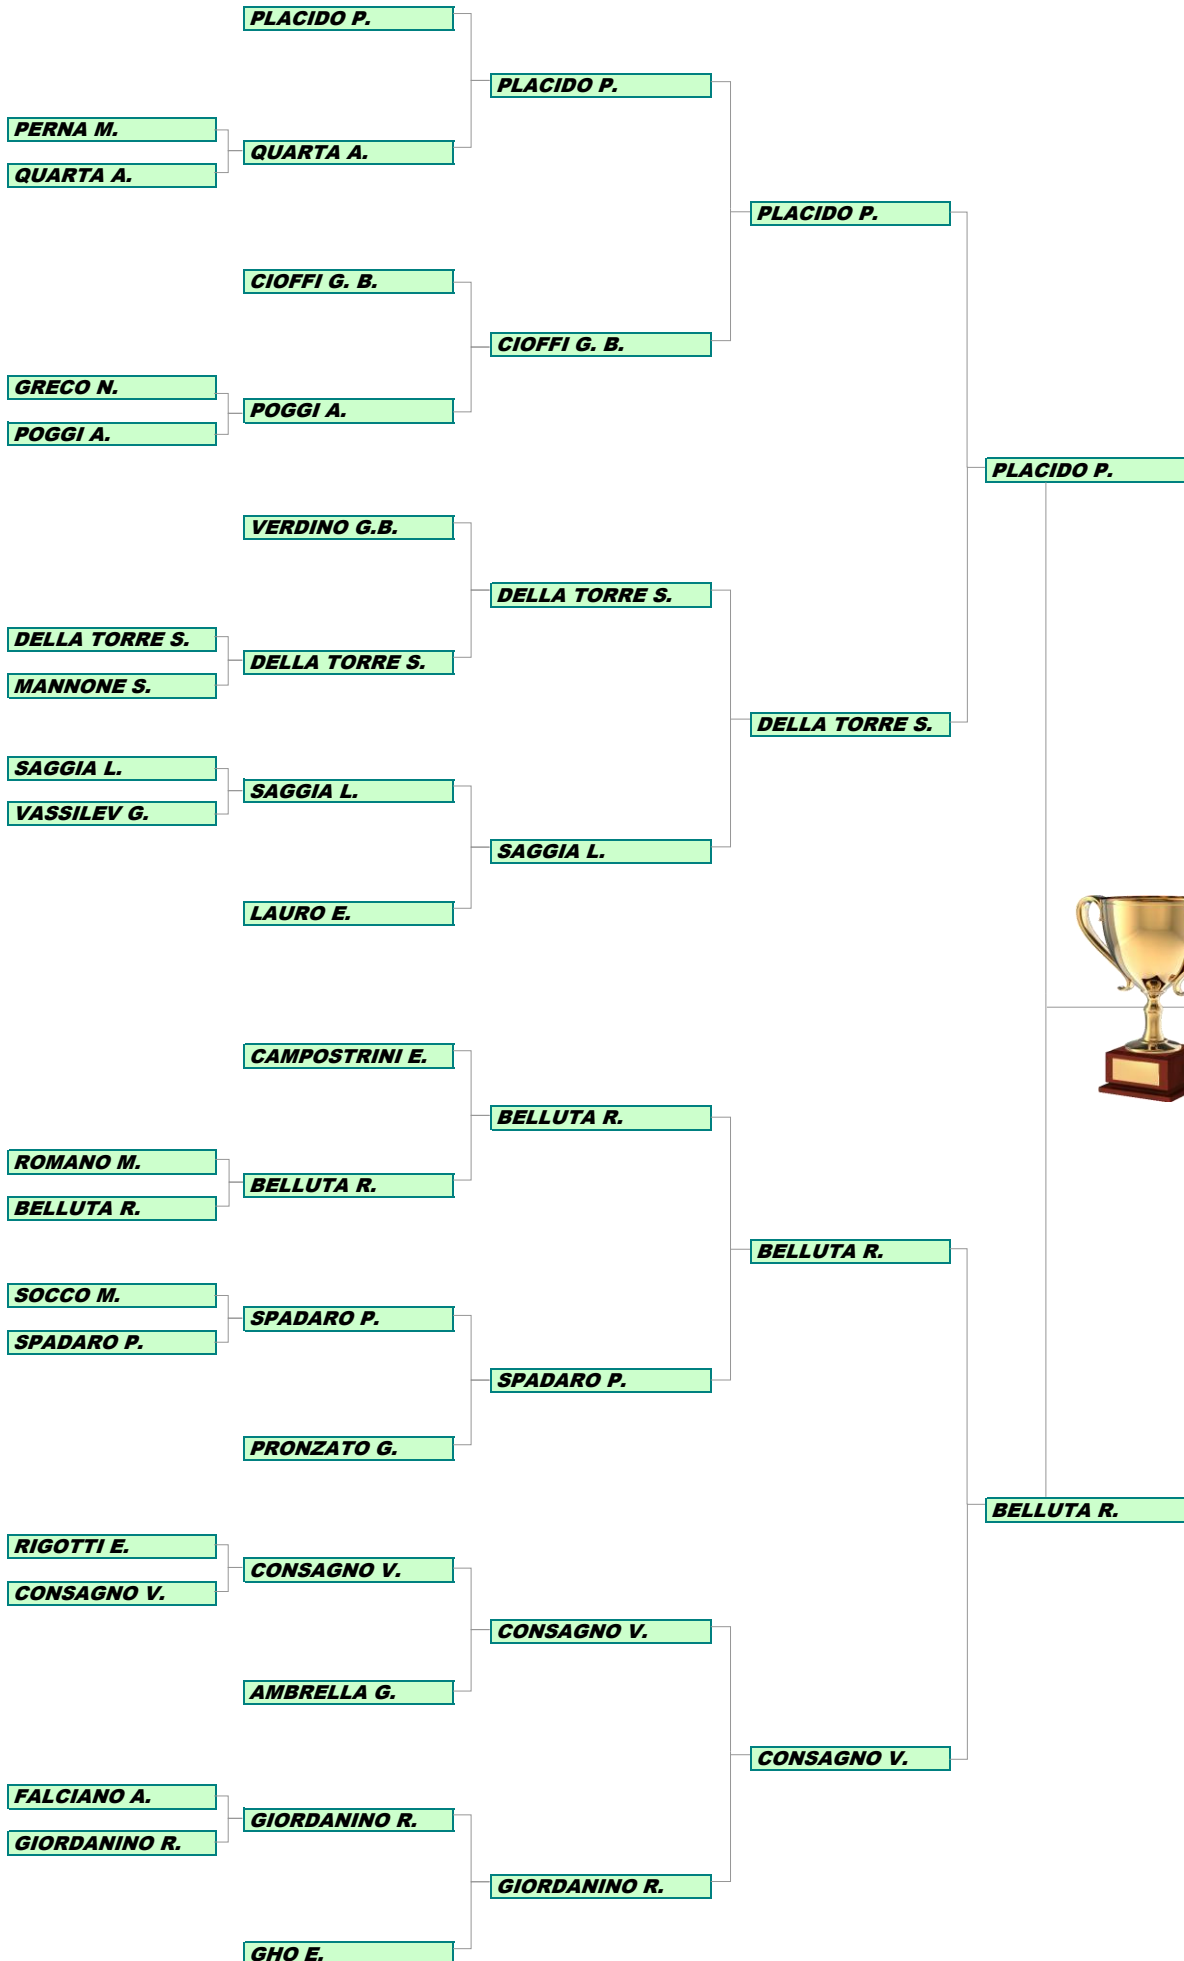 PLACIDO P.
PLACIDO P.
PERNA M.
QUARTA A.
QUARTA A.
PLACIDO P.
CIOFFI G. B.
CIOFFI G. B.
GRECO N.
POGGI A.
POGGI A.
PLACIDO P.
VERDINO G.B.
DELLA TORRE S.
DELLA TORRE S.
DELLA TORRE S.
MANNONE S.
DELLA TORRE S.
SAGGIA L.
SAGGIA L.
VASSILEV G.
SAGGIA L.
LAURO E.
CAMPOSTRINI E.
BELLUTA R.
ROMANO M.
BELLUTA R.
BELLUTA R.
BELLUTA R.
SOCCO M.
SPADARO P.
SPADARO P.
SPADARO P.
PRONZATO G.
BELLUTA R.
RIGOTTI E.
CONSAGNO V.
CONSAGNO V.
CONSAGNO V.
AMBRELLA G.
CONSAGNO V.
FALCIANO A.
GIORDANINO R.
GIORDANINO R.
GIORDANINO R.
GHO E.